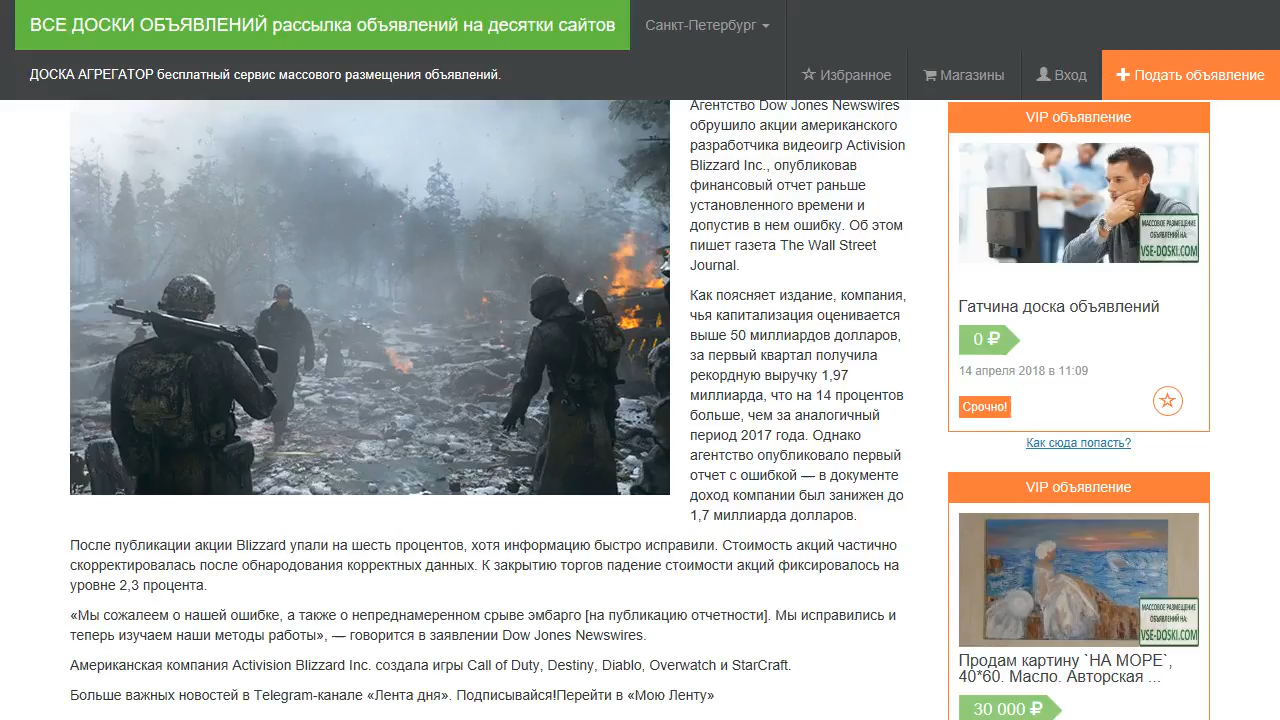 ВСЕ ДОСКИ ОБЪЯВЛЕНИЙ рассылка объявлений на десятки сайтов
Санкт-Петербург
ДОСКА АГРЕГАТОР бесплатный сервис массового размещения объявлений.
Избранное
Магазины
Вход
Подать объявление
Агентство Dow Jones Newswires
обрушило акции американского
разработчика видеоигр Activision
Blizzard Inc., опубликовав
финансовый отчет раньше
установленного времени и
допустив в нем ошибку. Об этом
пишет газета The Wall Street
Journal.
Как поясняет издание, компания,
чья капитализация оценивается
выше 50 миллиардов долларов,
за первый квартал получила
рекордную выручку 1,97
миллиарда, что на 14 процентов
больше, чем за аналогичный
период 2017 года. Однако
агентство опубликовало первый
отчет с ошибкой — в документе
доход компании был занижен до
1,7 миллиарда долларов.
После публикации акции Blizzard упали на шесть процентов, хотя информацию быстро исправили. Стоимость акций частично
скорректировалась после обнародования корректных данных. К закрытию торгов падение стоимости акций фиксировалось на
уровне 2,3 процента.
«Мы сожалеем о нашей ошибке, а также о непреднамеренном срыве эмбарго [на публикацию отчетности]. Мы исправились и
теперь изучаем наши методы работы», — говорится в заявлении Dow Jones Newswires.
Американская компания Activision Blizzard Inc. создала игры Call of Duty, Destiny, Diablo, Overwatch и StarCraft.
Больше важных новостей в Telegram-канале «Лента дня». Подписывайся!Перейти в «Мою Ленту»
VIP объявление
МАССОВОЕ РАЗМЕЩЕНИЕ
ОБЪЯВЛЕНИЙ НА:
VSE-DOSKI.COM
Гатчина доска объявлений
0 ₽
14 апреля 2018 в 11:09
Срочно!
Как сюда попасть?
VIP объявление
МАССОВОЕ РАЗМЕЩЕНИЕ
ОБЪЯВЛЕНИЙ НА:
VSE-DOSKI.COM
Продам картину `НА МОРЕ`,
40*60. Масло. Авторская ...
30 000 ₽